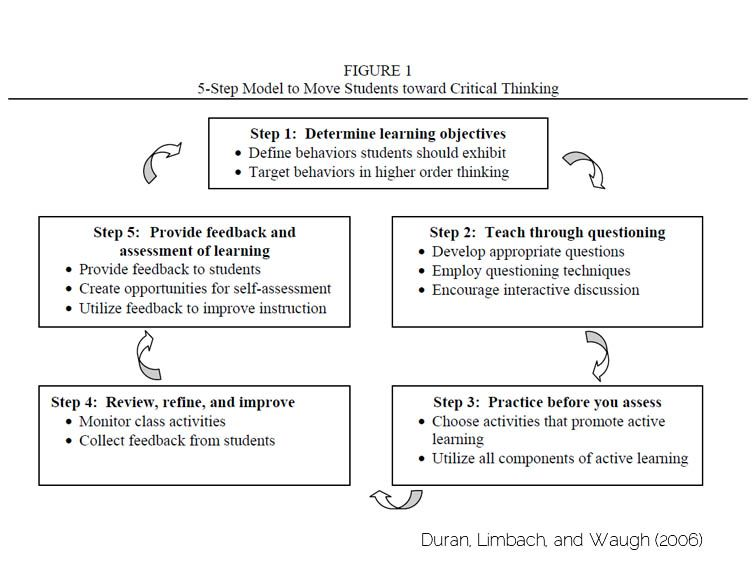 FIGURE 1
5-Step Model to Move Students toward Critical Thinking
Step 1: Determine learning objectives
• Define behaviors students should exhibit
• Target behaviors in higher order thinking
Step 2: Teach through questioning
• Develop appropriate questions
• Employ questioning techniques
• Encourage interactive discussion
Step 3: Practice before you assess
• Choose activities that promote active
learning
• Utilize all components of active learning
Step 4: Review, refine, and improve
• Monitor class activities
• Collect feedback from students
Step 5: Provide feedback and
assessment of learning
• Provide feedback to students
• Create opportunities for self-assessment
• Utilize feedback to improve instruction
Duran, Limbach, and Waugh (2006)